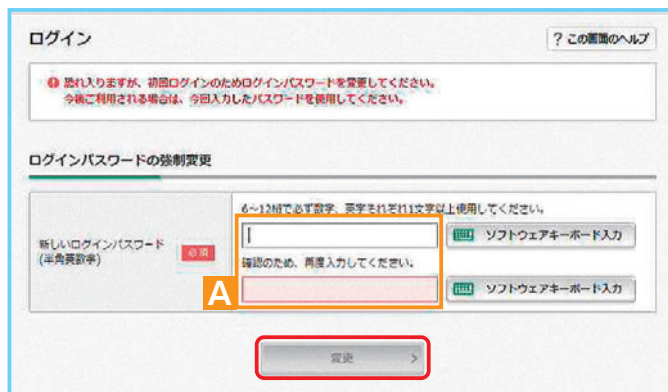 ログイン
? この画面のヘルプ
恐れ入りますが、初回ログインのためログインパスワードを変更してください。
今後ご利用される場合は、今回入力したパスワードを使用してください。
ログインパスワードの強制変更
6～12桁で必ず数字、英字それぞれ1文字以上使用してください。
新しいログインパスワード
(半角英数字)
必須
ソフトウェアキーボード入力
確認のため、再度入力してください。
A
ソフトウェアキーボード入力
変更